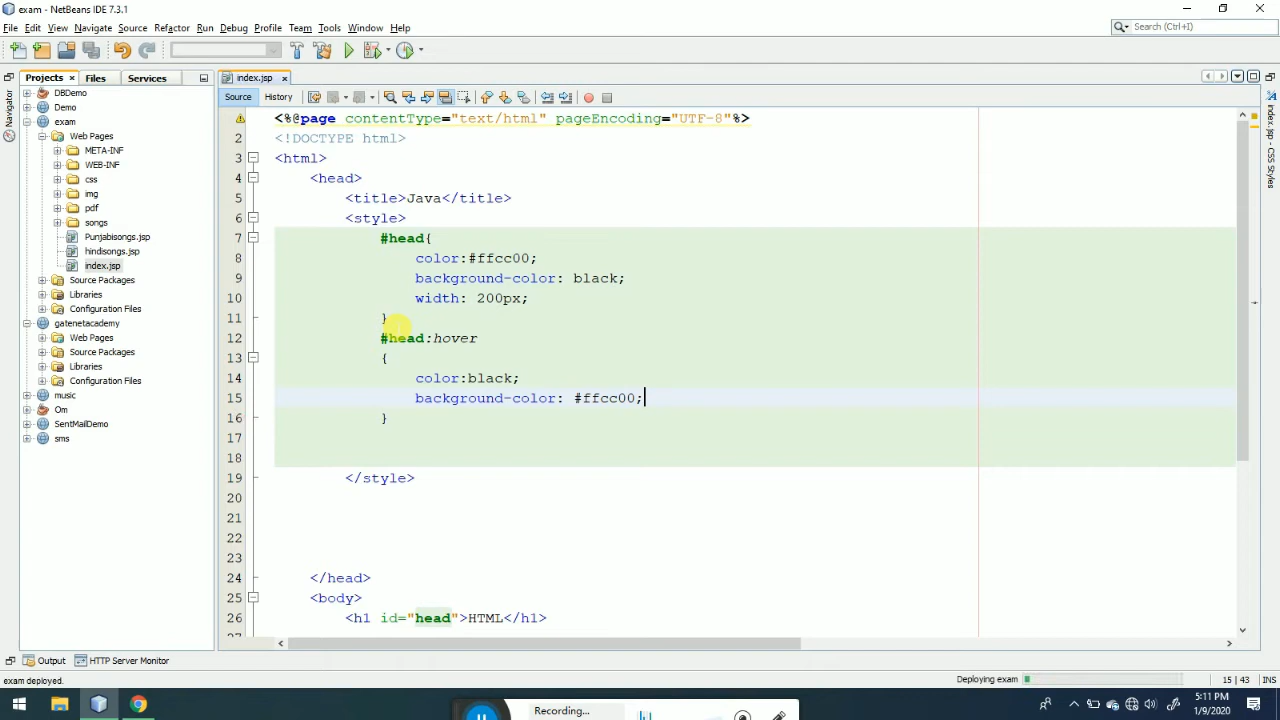 exam - NetBeans IDE 7.3.1
File Edit View Navigate Source Refactor Run Debug Profile Team Tools Window Help
Search (Ctrl+I)
Projects Files Services
index.jsp
Source History
Navigator
DBDemo
Demo
exam
Web Pages
META-INF
WEB-INF
css
img
pdf
songs
Punjabisongs.jsp
hindisongs.jsp
index.jsp
Source Packages
Libraries
Configuration Files
gatenetacademy
Web Pages
Source Packages
Libraries
Configuration Files
music
Om
SentMailDemo
sms
<%@page contentType="text/html" pageEncoding="UTF-8"%>
2 <!DOCTYPE html>
3 <html>
4 <head>
5 <title>Java</title>
6 <style>
7 #head{
8 color:#ffcc00;
9 background-color: black;
10 width: 200px;
11 }
12 #head:hover
13 {
14 color:black;
15 background-color: #ffcc00;
16 }
17
18
19 </style>
20
21
22
23
24 </head>
25 <body>
26 <h1 id="head">HTML</h1>
index.jsp - CSS Styles
Output HTTP Server Monitor
exam deployed.
Deploying exam
15 | 43 INS
Recording...
5:11 PM
1/9/2020